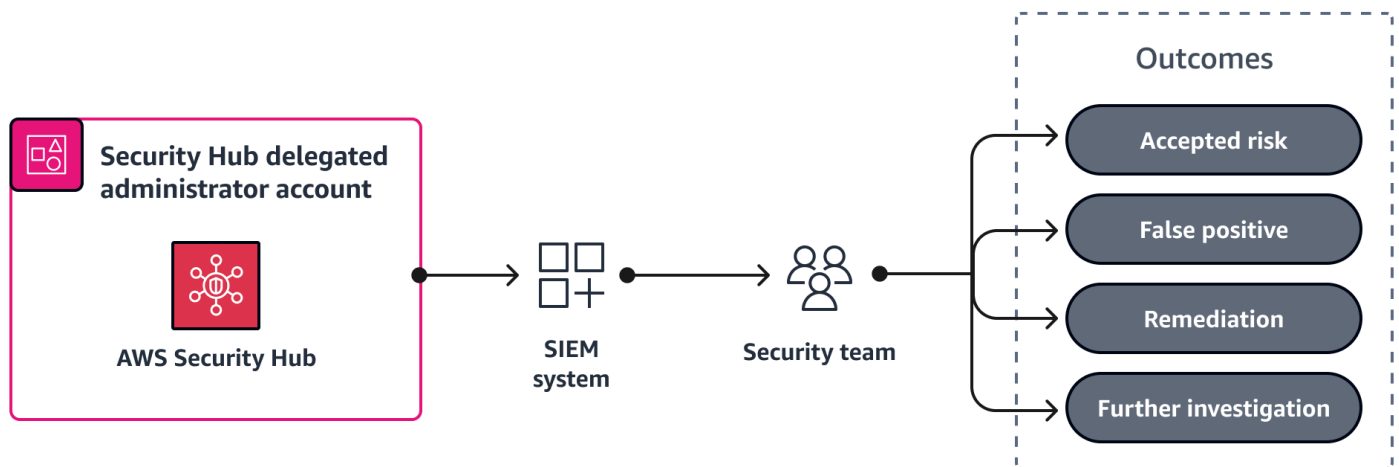 Security Hub delegated
administrator account
AWS Security Hub
SIEM
system
Security team
Outcomes
Accepted risk
False positive
Remediation
Further investigation